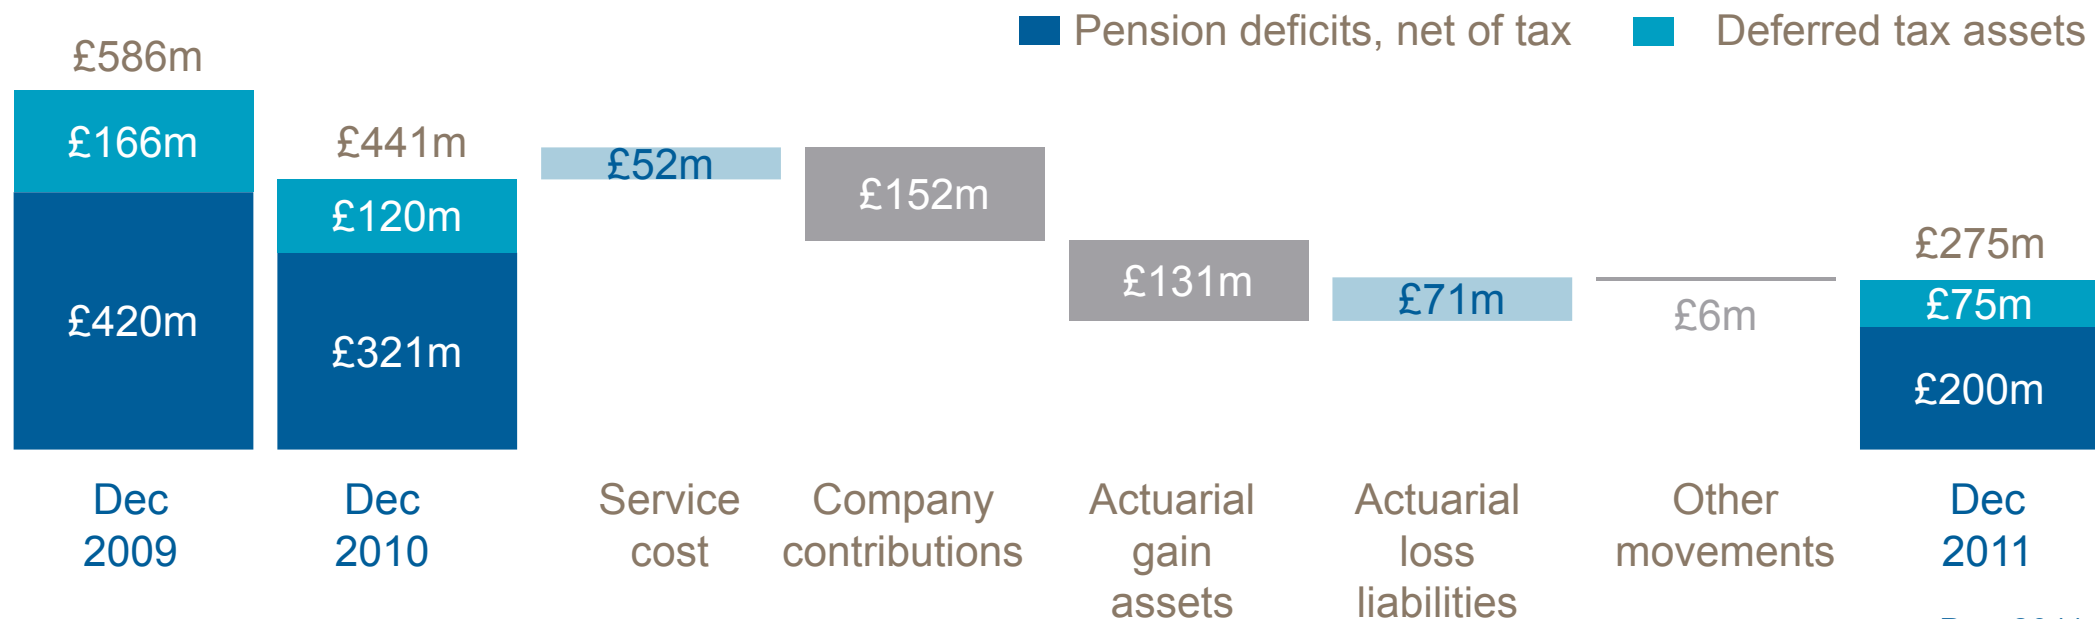 Pension deficits, net of tax
Deferred tax assets
£586m
£166m
£420m
£441m
£120m
£321m
£52m
£152m
£131m
£71m
£6m
£275m
£75m
£200m
Dec
2009
Dec
2010
Service
cost
Company
contributions
Actuarial
gain
assets
Actuarial
loss
liabilities
Other
movements
Dec
2011